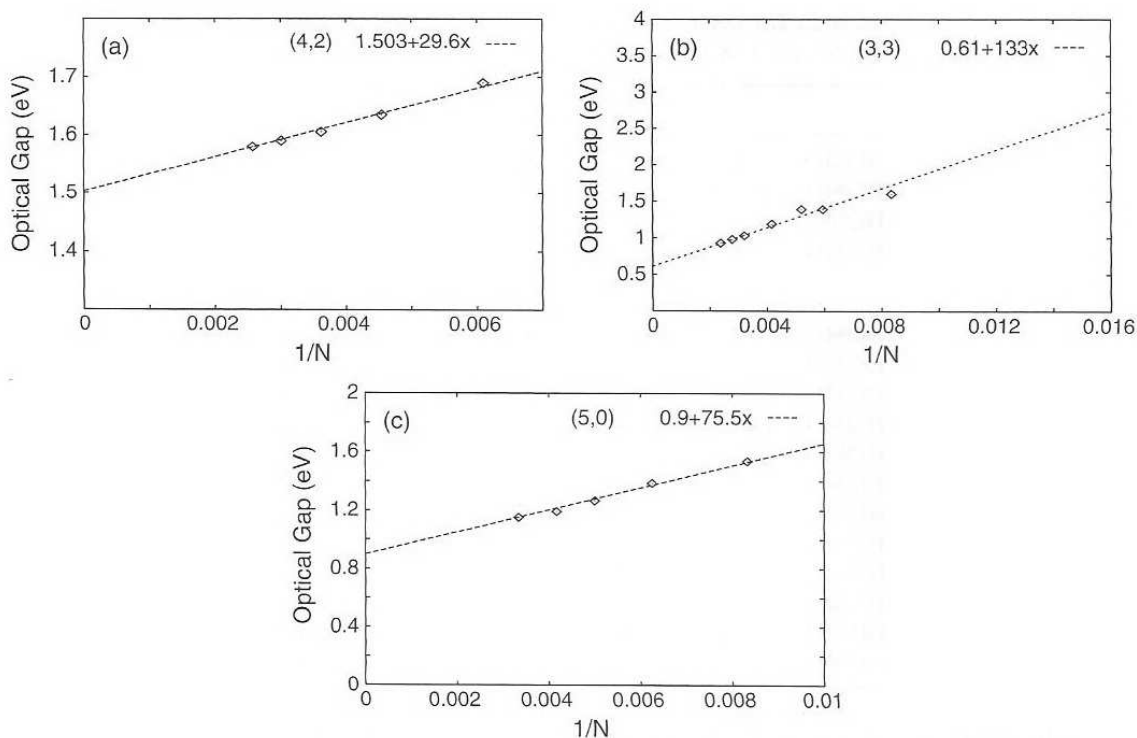 (a) (4,2) 1.503+29.6x
1.7
1.6
1.5
1.4
Optical Gap (eV)
0 0.002 0.004 0.006
1/N
(b) (3,3) 0.61+133x
4
3.5
3
2.5
2
1.5
1
0.5
Optical Gap (eV)
0 0.004 0.008 0.012 0.016
1/N
(c) (5,0) 0.9+75.5x
2
1.6
1.2
0.8
0.4
0
Optical Gap (eV)
0 0.002 0.004 0.006 0.008 0.01
1/N